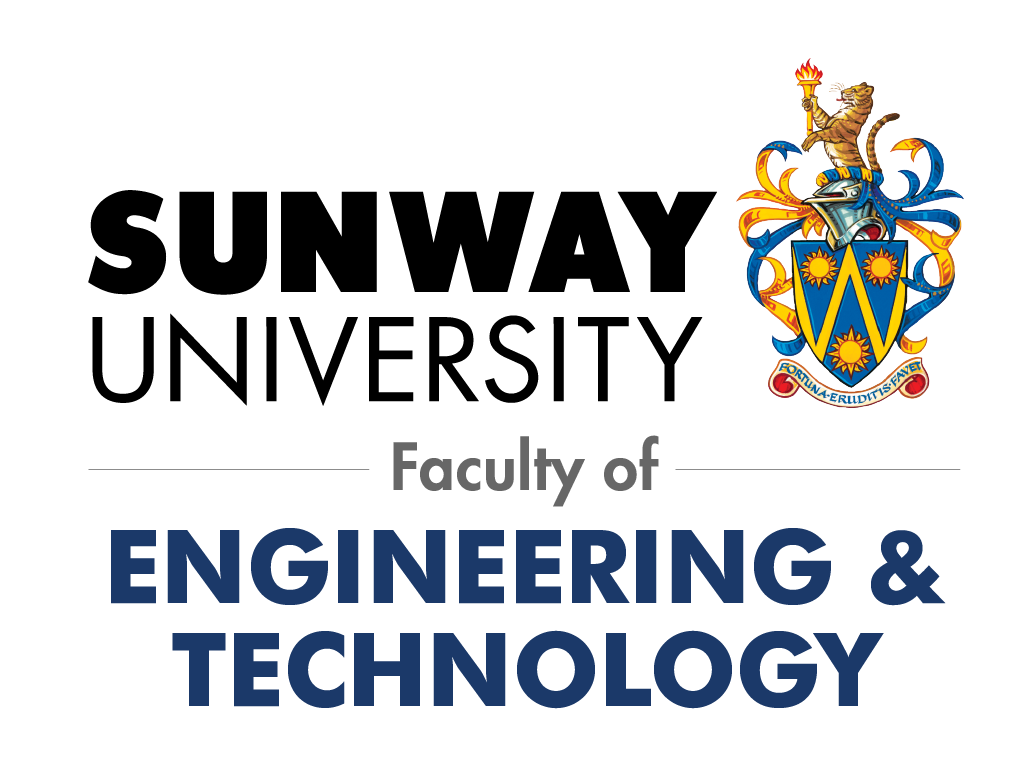 SUNWAY
UNIVERSITY
FORTUNA·ERUDITIS·FAVET
Faculty of
ENGINEERING &
TECHNOLOGY